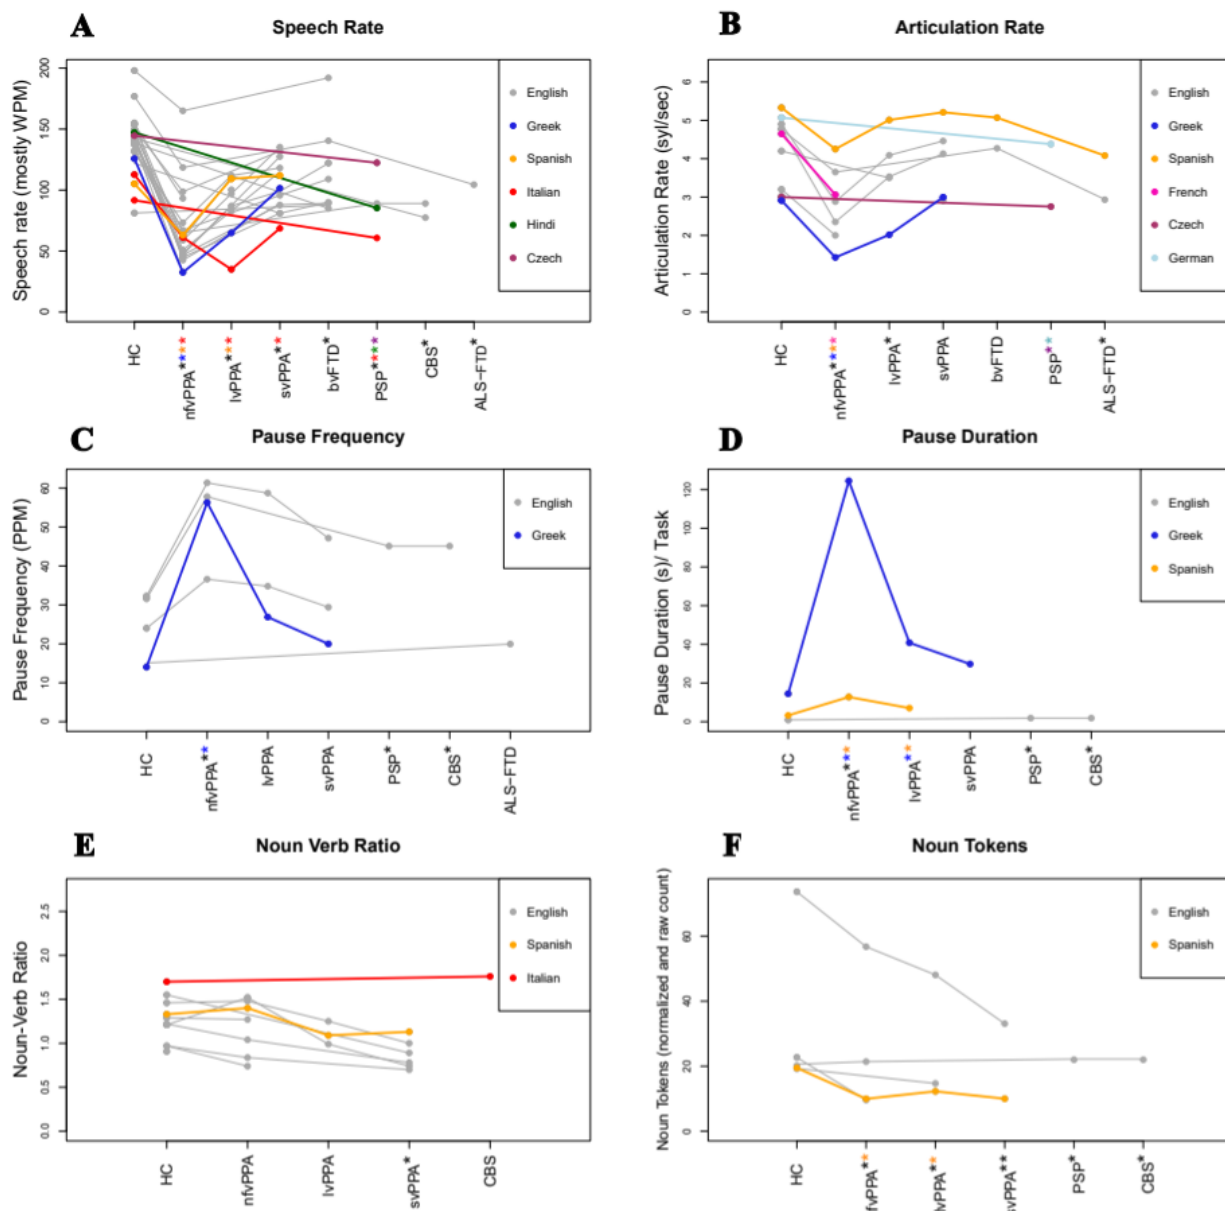 A
Speech Rate
Speech rate (mostly WPM)
200
150
100
50
0
English
Greek
Spanish
Italian
Hindi
Czech
HC
nfvPPA****
lvPPA***
svPPA**
bvFTD*
PSP****
CBS*
ALS-FTD*
B
Articulation Rate
Articulation Rate (syl/sec)
6
5
4
3
2
1
0
English
Greek
Spanish
French
Czech
German
HC
nfvPPA****
lvPPA*
svPPA
bvFTD
PSP**
ALS-FTD*
C
Pause Frequency
Pause Frequency (PPM)
60
50
40
30
20
10
0
English
Greek
HC
nfvPPA**
lvPPA
svPPA
PSP*
CBS*
ALS-FTD
D
Pause Duration
Pause Duration (s)/ Task
120
100
80
60
40
20
0
English
Greek
Spanish
HC
nfvPPA***
lvPPA**
svPPA
PSP*
CBS*
E
Noun Verb Ratio
Noun-Verb Ratio
2.5
2.0
1.5
1.0
0.5
0.0
English
Spanish
Italian
HC
nfvPPA
lvPPA
svPPA*
CBS
F
Noun Tokens
Noun Tokens (normalized and raw count)
60
40
20
0
English
Spanish
HC
nfvPPA**
lvPPA**
svPPA**
PSP*
CBS*